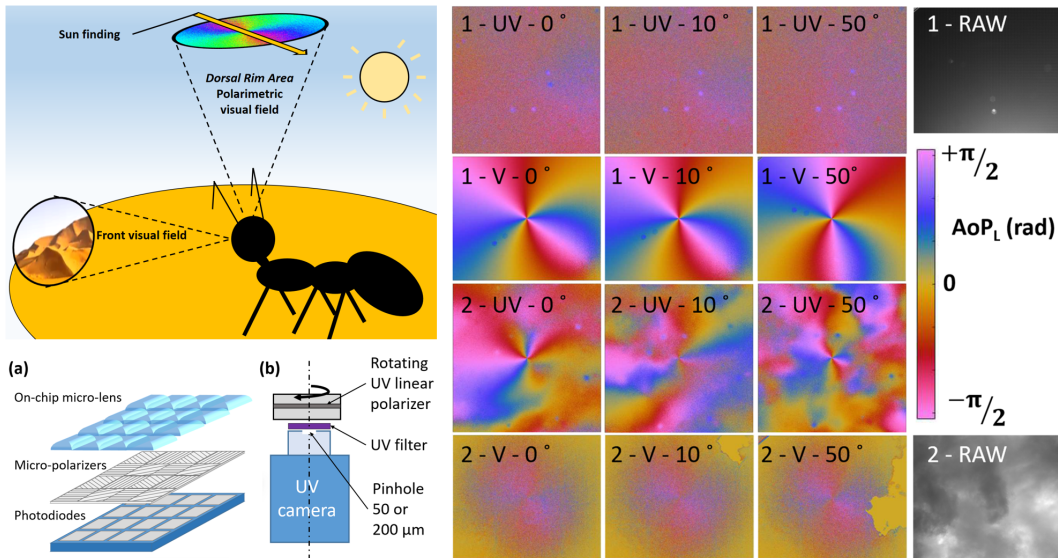 Sun finding
Dorsal Rim Area
Polarimetric
visual field
Front visual field
(a)
On-chip micro-lens
Micro-polarizers
Photodiodes
(b)
Rotating
UV linear
polarizer
UV filter
UV
camera
Pinhole
50 or
200 μm
1 - UV - 0 °
1 - UV - 10 °
1 - UV - 50 °
1 - RAW
1 - V - 0 °
1 - V - 10 °
1 - V - 50 °
+π/2
AoP_L (rad)
0
−π/2
2 - UV - 0 °
2 - UV - 10 °
2 - UV - 50 °
2 - V - 0 °
2 - V - 10 °
2 - V - 50 °
2 - RAW